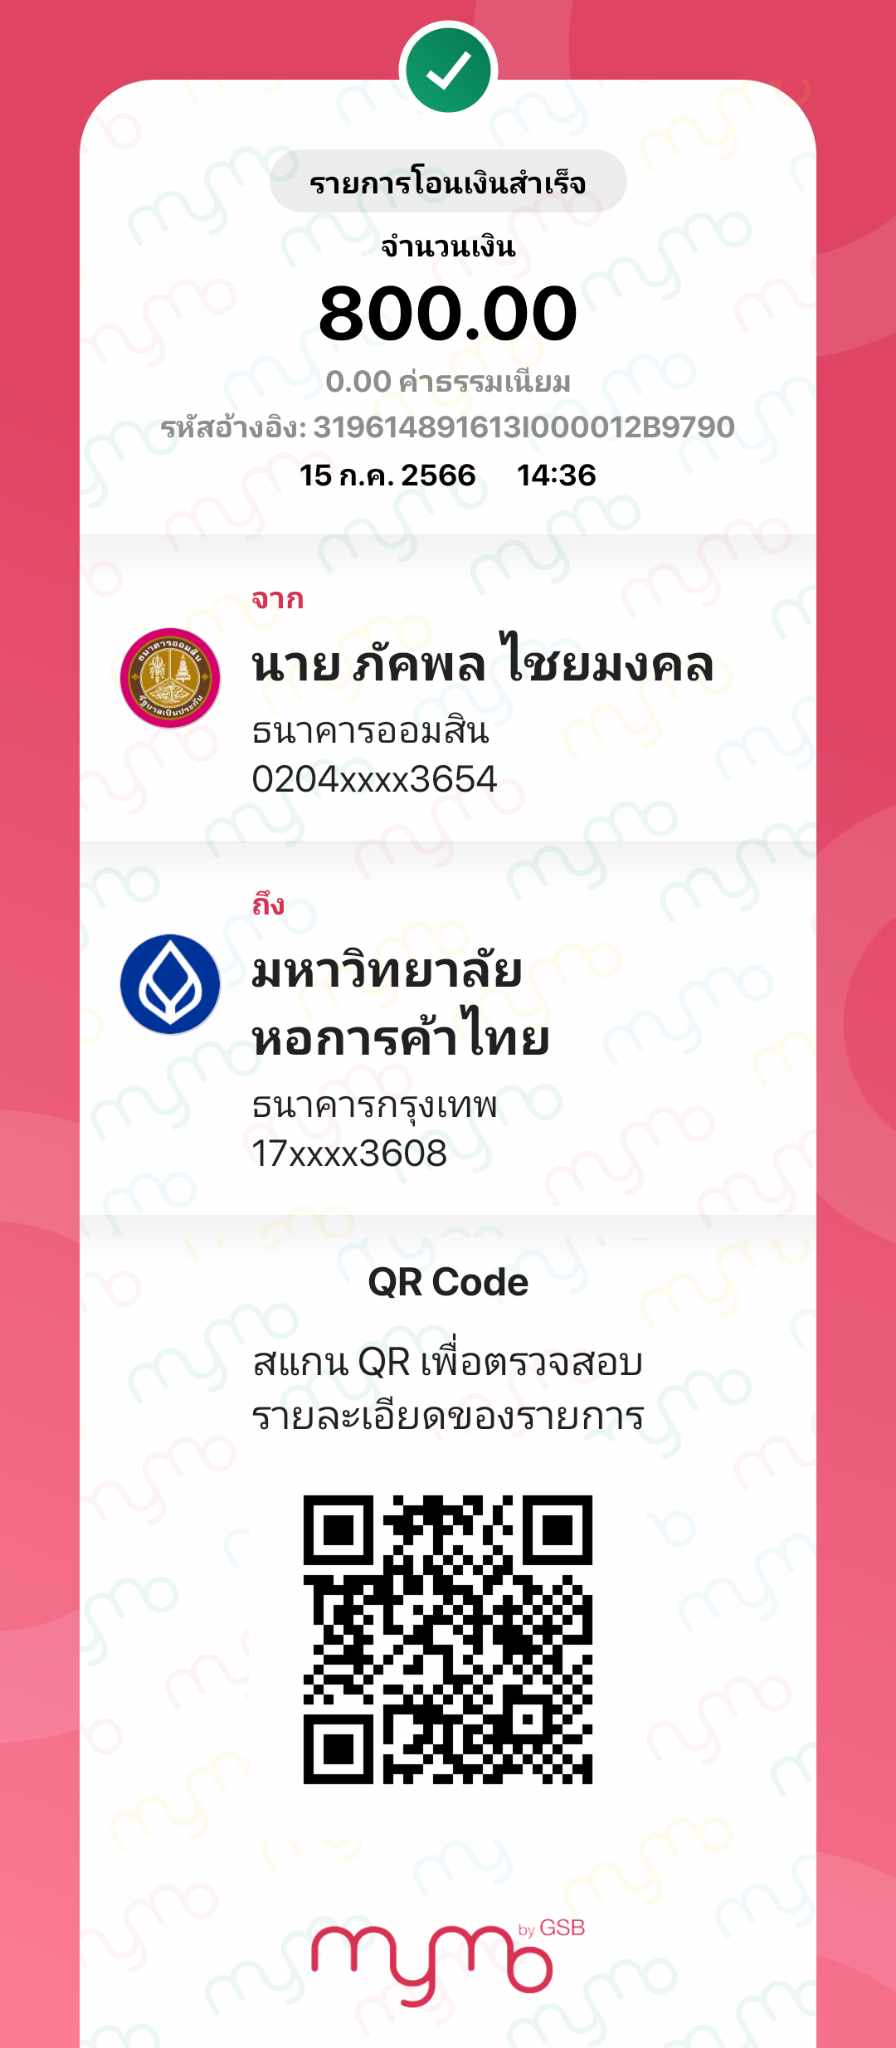 รายการโอนเงินสำเร็จ
จำนวนเงิน
800.00
0.00 ค่าธรรมเนียม
รหัสอ้างอิง: 319614891613I000012B9790
15 ก.ค. 2566 14:36
จาก
นาย ภัคพล ไชยมงคล
ธนาคารออมสิน
0204xxxx3654
ถึง
มหาวิทยาลัย
หอการค้าไทย
ธนาคารกรุงเทพ
17xxxx3608
QR Code
สแกน QR เพื่อตรวจสอบ
รายละเอียดของรายการ
mymo by GSB